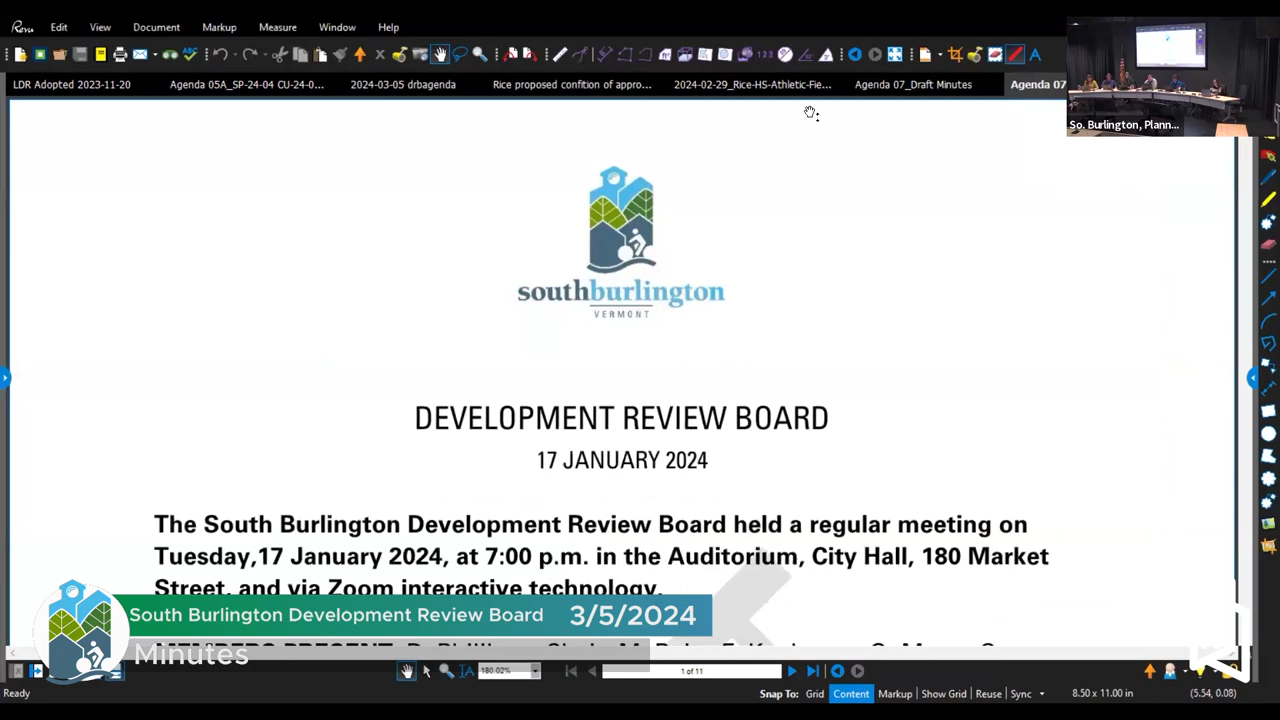 Revu Edit View Document Markup Measure Window Help
LDR Adopted 2023-11-20 Agenda 05A_SP-24-04 CU-24-0... 2024-03-05 drbagenda Rice proposed confition of appro... 2024-02-29_Rice-HS-Athletic-Fie... Agenda 07_Draft Minutes Agenda 07
So. Burlington, Plann...
southburlington
VERMONT
DEVELOPMENT REVIEW BOARD
17 JANUARY 2024
The South Burlington Development Review Board held a regular meeting on
Tuesday,17 January 2024, at 7:00 p.m. in the Auditorium, City Hall, 180 Market
Street, and via Zoom interactive technology.
South Burlington Development Review Board 3/5/2024
MEMBERS PRESENT:
Minutes
180.02% 1 of 11
Ready Snap To: Grid Content Markup Show Grid Reuse Sync 8.50 x 11.00 in (5.54, 0.08)